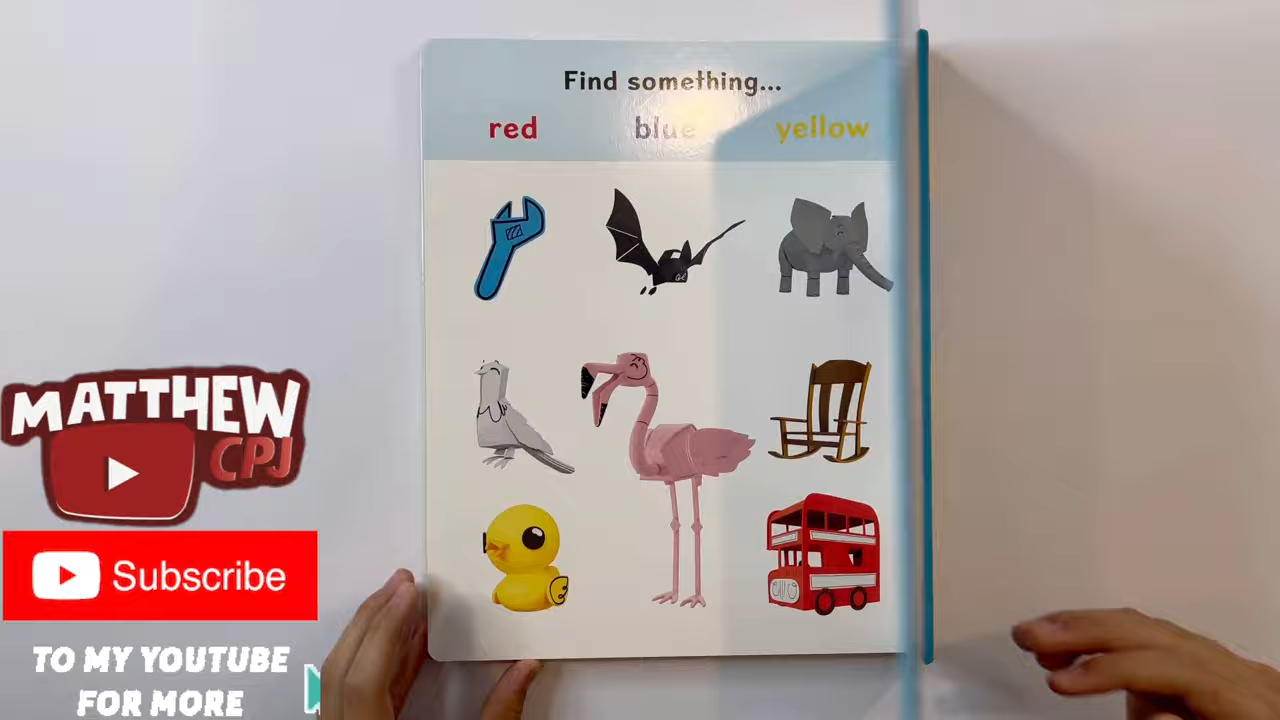 Find something...
red blue yellow
MATTHEW
CPJ
Subscribe
TO MY YOUTUBE
FOR MORE